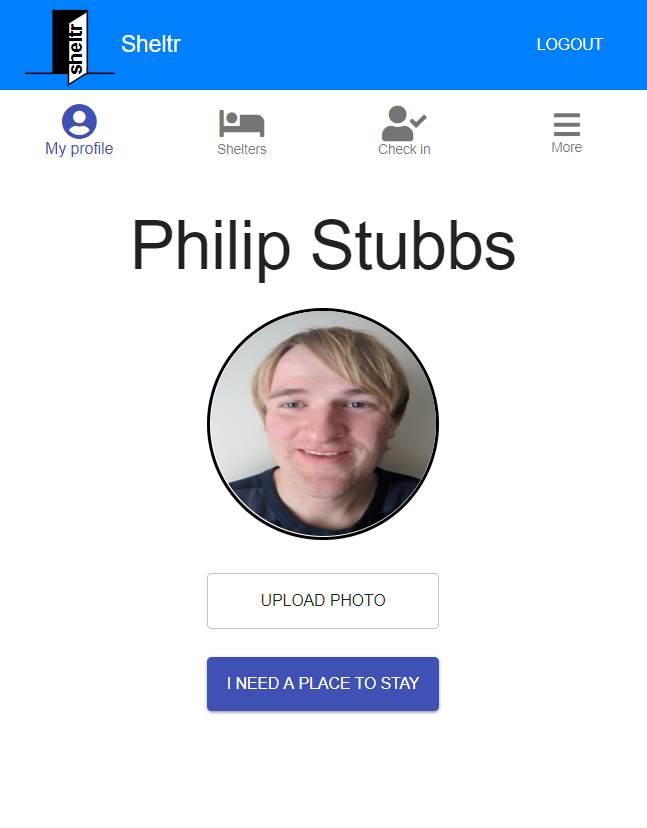 sheltr
Sheltr
LOGOUT
My profile
Shelters
Check in
More
Philip Stubbs
UPLOAD PHOTO
I NEED A PLACE TO STAY